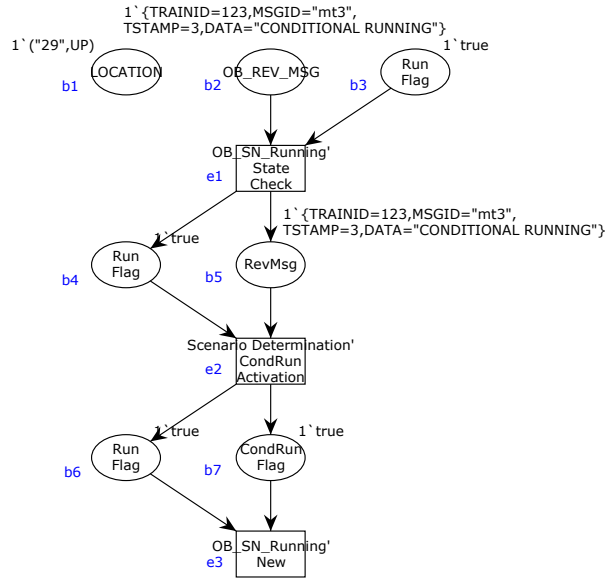 1`{TRAINID=123,MSGID="mt3",
1`("29",UP)
TSTAMP=3,DATA="CONDITIONAL RUNNING"}
1`true
LOCATION
b1
OB_REV_MSG
b2
Run
Flag
b3
OB_SN_Running'
State
Check
e1
1`{TRAINID=123,MSGID="mt3",
TSTAMP=3,DATA="CONDITIONAL RUNNING"}
1`true
Run
Flag
b4
RevMsg
b5
Scenario Determination'
CondRun
Activation
e2
1`true
1`true
Run
Flag
b6
CondRun
Flag
b7
OB_SN_Running'
New
e3